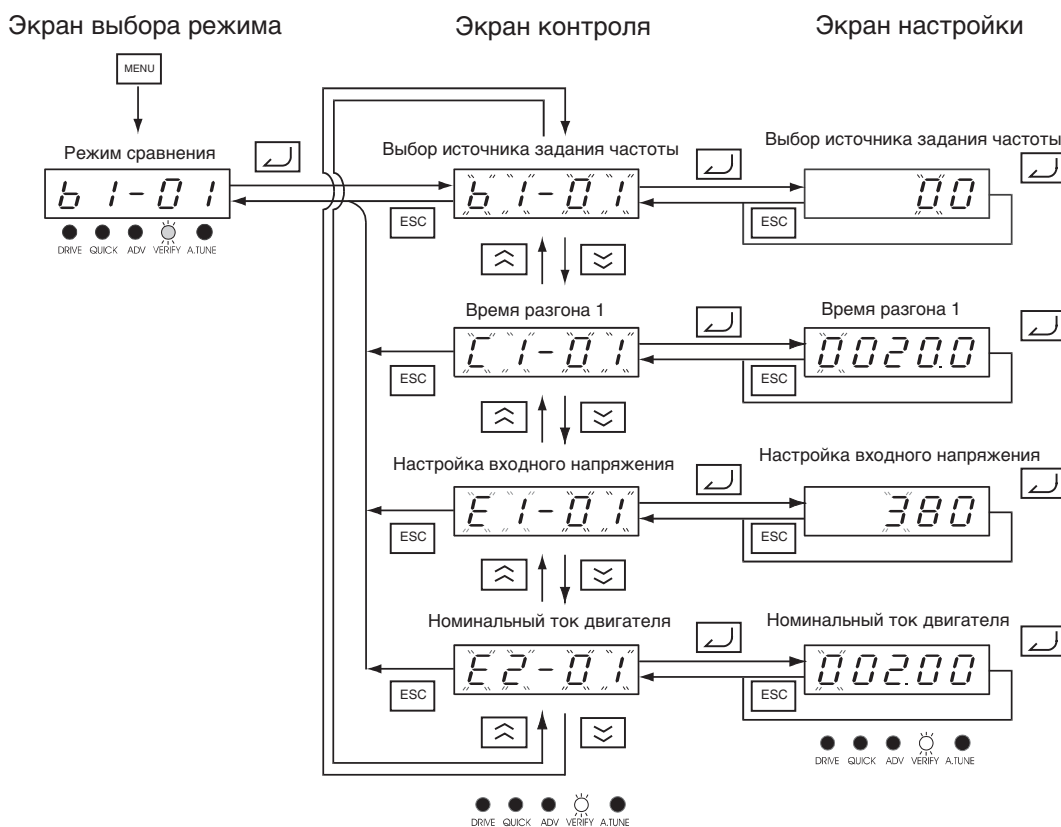 Экран выбора режима
Экран контроля
Экран настройки
MENU
Режим сравнения
b1-01
DRIVE QUICK ADV VERIFY A.TUNE
Выбор источника задания частоты
b1-01
ESC
Выбор источника задания частоты
00
ESC
Время разгона 1
C1-01
ESC
Время разгона 1
0020.0
ESC
Настройка входного напряжения
E1-01
ESC
Настройка входного напряжения
380
ESC
Номинальный ток двигателя
E2-01
ESC
Номинальный ток двигателя
002.00
ESC
DRIVE QUICK ADV VERIFY A.TUNE
DRIVE QUICK ADV VERIFY A.TUNE